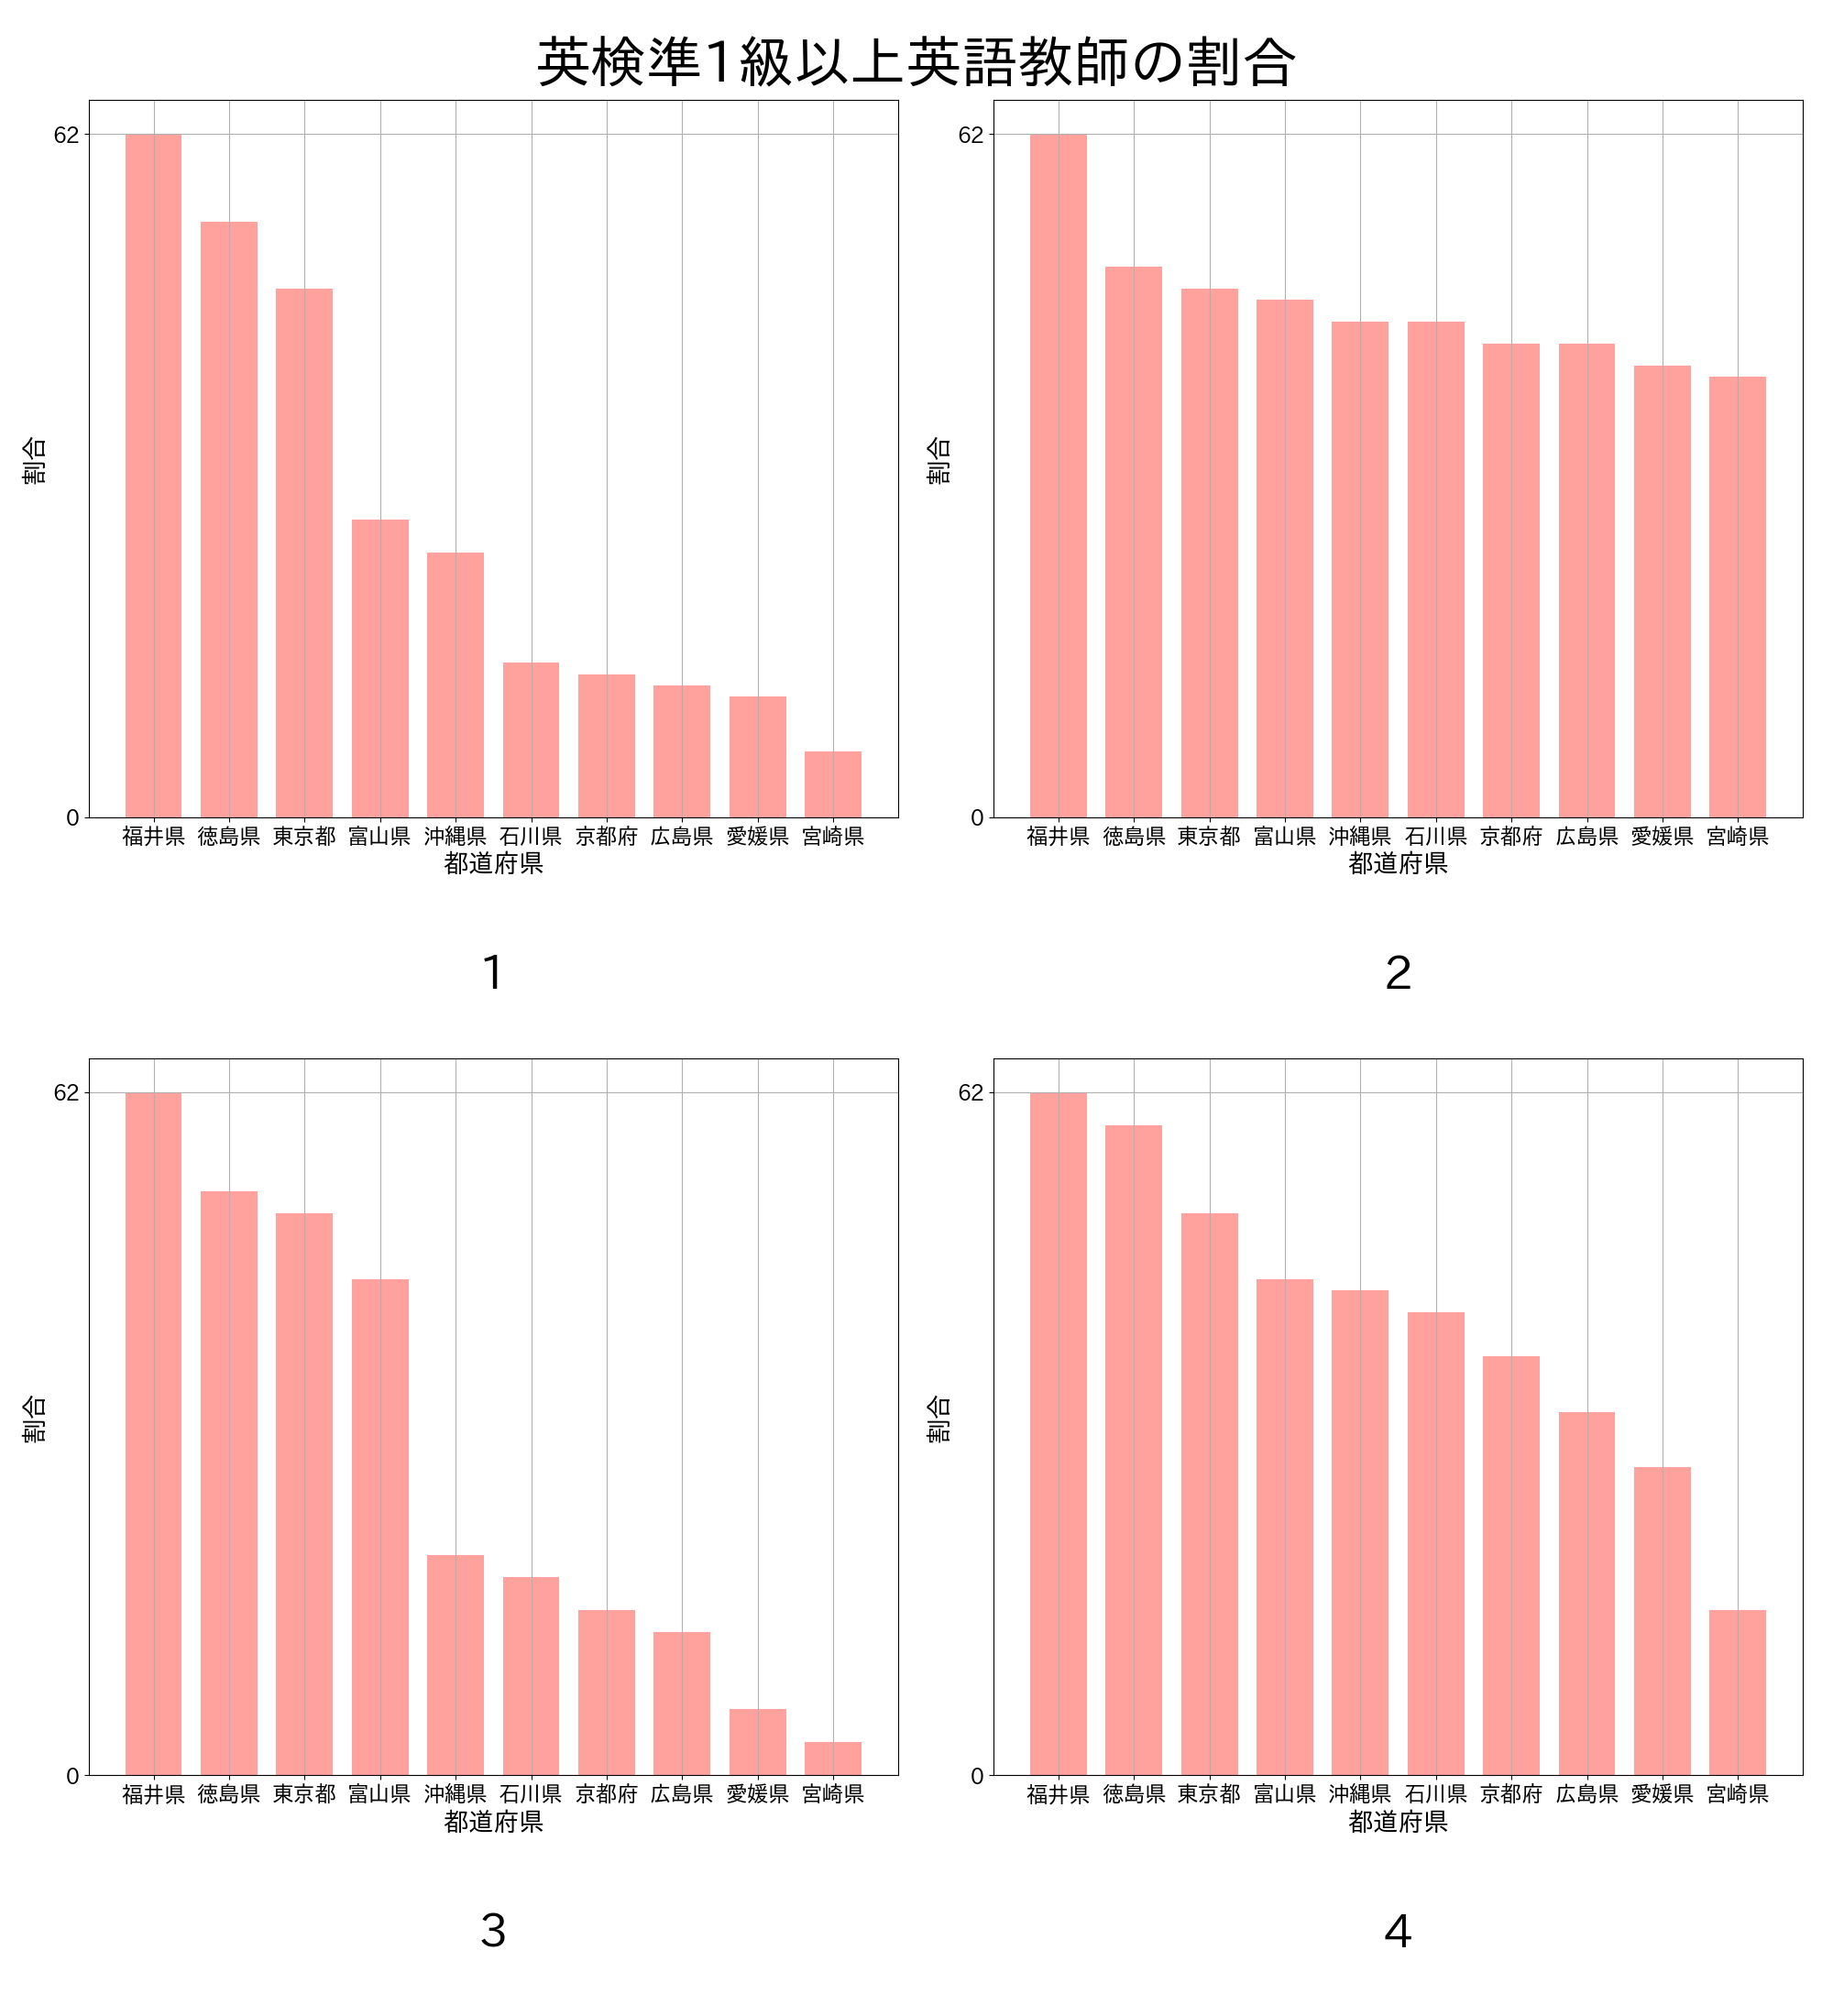 英検準1級以上英語教師の割合
62
0
割合
福井県 徳島県 東京都 富山県 沖縄県 石川県 京都府 広島県 愛媛県 宮崎県
都道府県
1
62
0
割合
福井県 徳島県 東京都 富山県 沖縄県 石川県 京都府 広島県 愛媛県 宮崎県
都道府県
2
62
0
割合
福井県 徳島県 東京都 富山県 沖縄県 石川県 京都府 広島県 愛媛県 宮崎県
都道府県
3
62
0
割合
福井県 徳島県 東京都 富山県 沖縄県 石川県 京都府 広島県 愛媛県 宮崎県
都道府県
4